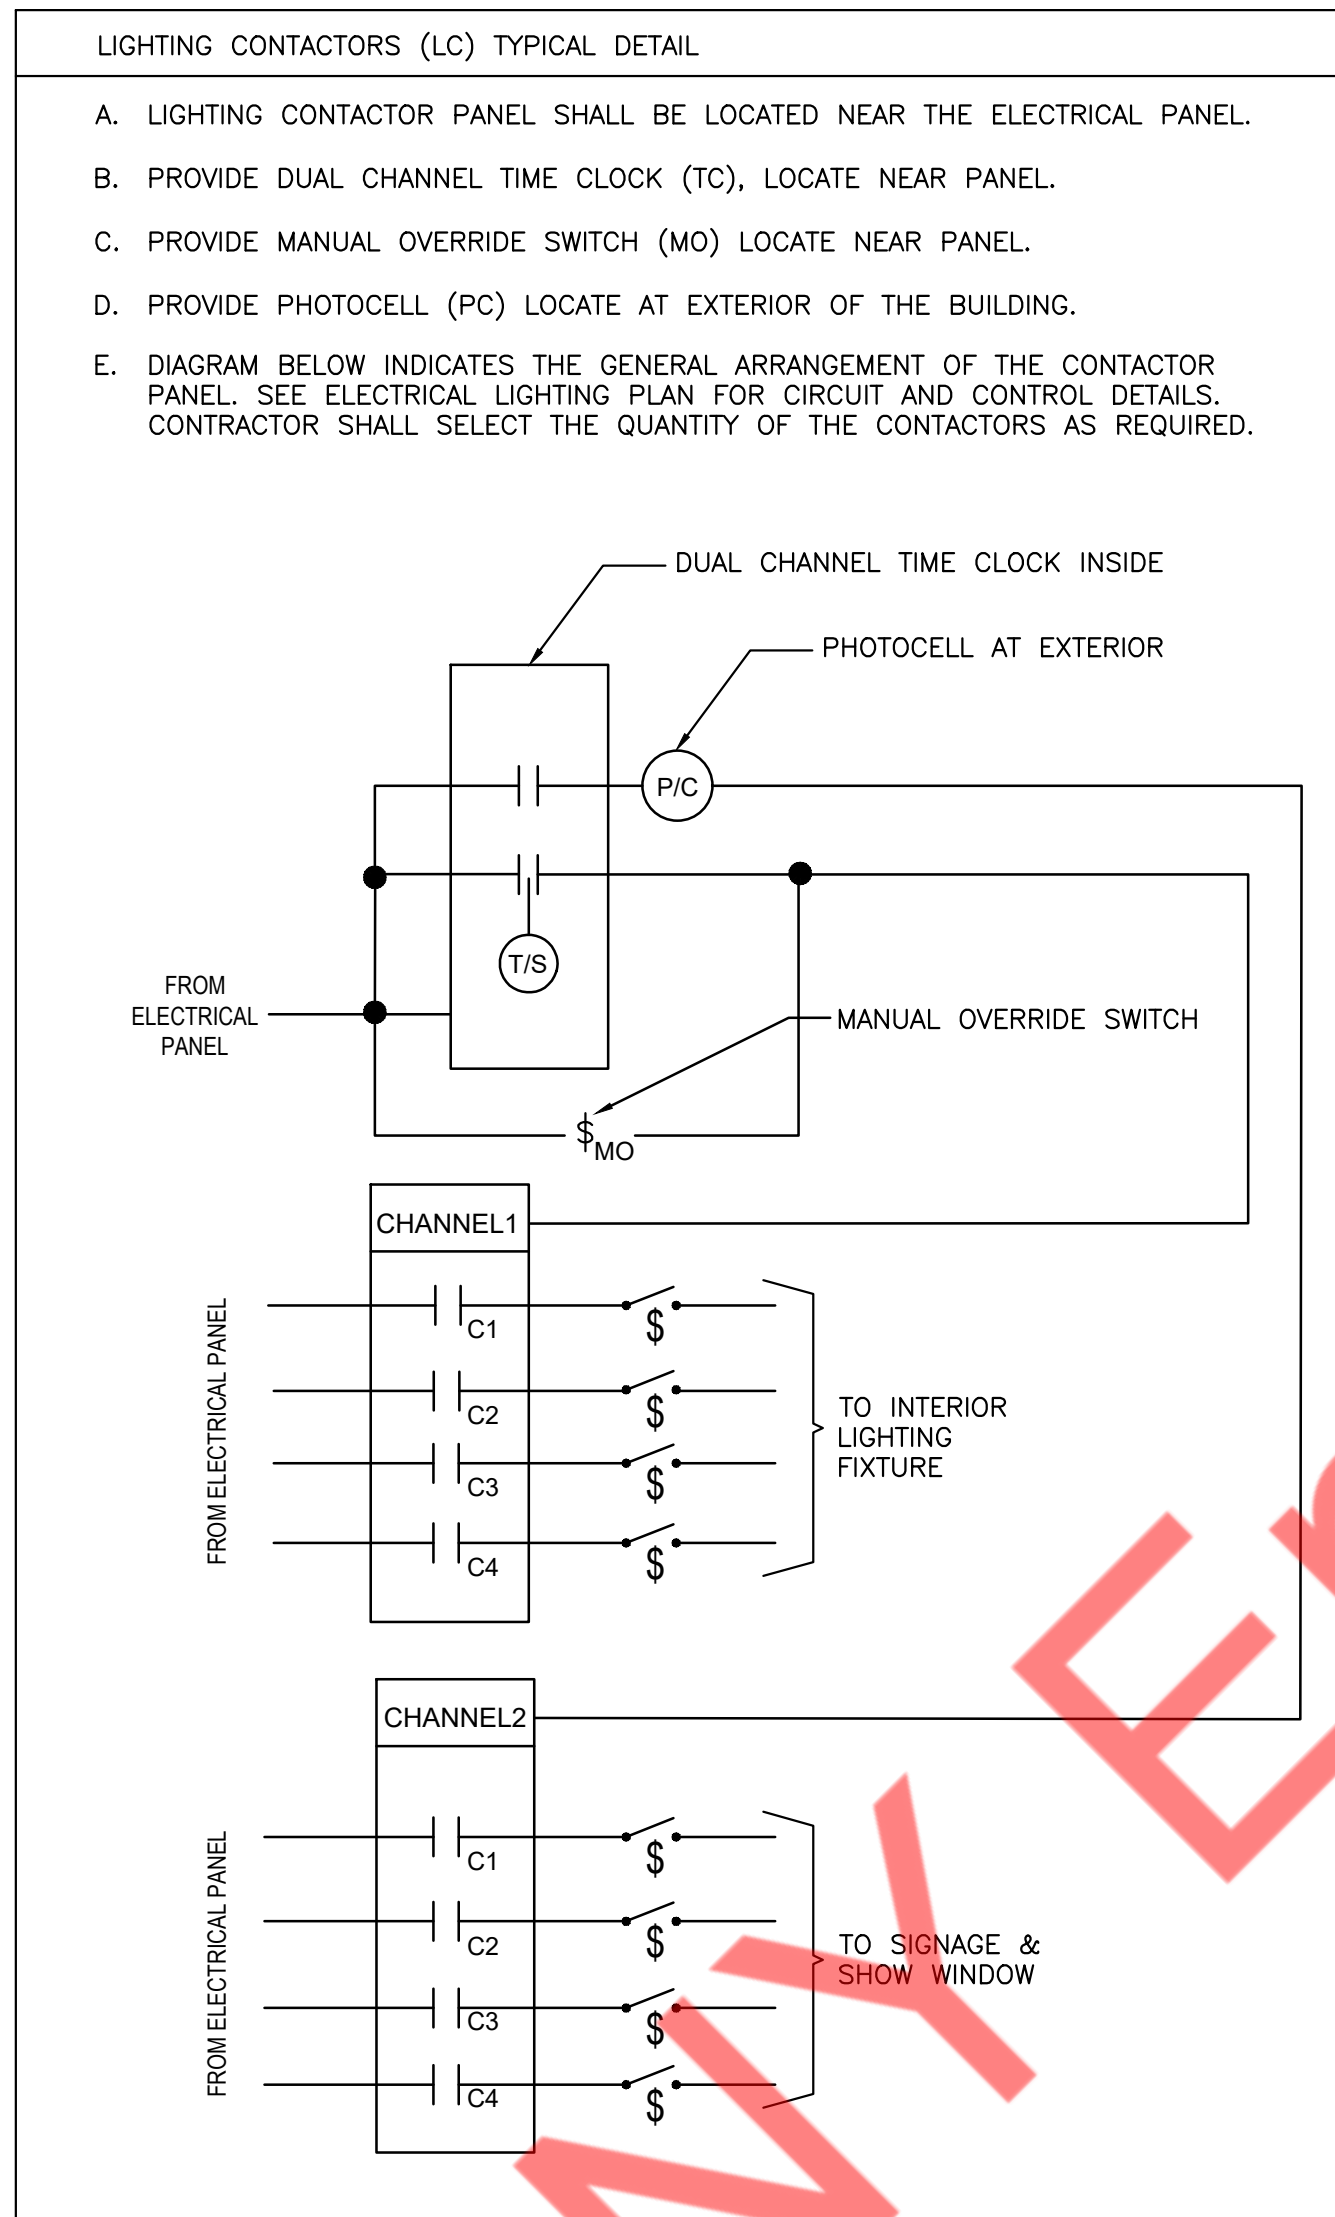 LIGHTING CONTACTORS (LC) TYPICAL DETAIL
A. LIGHTING CONTACTOR PANEL SHALL BE LOCATED NEAR THE ELECTRICAL PANEL.
B. PROVIDE DUAL CHANNEL TIME CLOCK (TC), LOCATE NEAR PANEL.
C. PROVIDE MANUAL OVERRIDE SWITCH (MO) LOCATE NEAR PANEL.
D. PROVIDE PHOTOCELL (PC) LOCATE AT EXTERIOR OF THE BUILDING.
E. DIAGRAM BELOW INDICATES THE GENERAL ARRANGEMENT OF THE CONTACTOR
PANEL. SEE ELECTRICAL LIGHTING PLAN FOR CIRCUIT AND CONTROL DETAILS.
CONTRACTOR SHALL SELECT THE QUANTITY OF THE CONTACTORS AS REQUIRED.
DUAL CHANNEL TIME CLOCK INSIDE
PHOTOCELL AT EXTERIOR
P/C
T/S
FROM
ELECTRICAL
PANEL
MANUAL OVERRIDE SWITCH
$MO
CHANNEL1
FROM ELECTRICAL PANEL
C1 $
C2 $
C3 $
C4 $
TO INTERIOR
LIGHTING
FIXTURE
CHANNEL2
FROM ELECTRICAL PANEL
C1 $
C2 $
C3 $
C4 $
TO SIGNAGE &
SHOW WINDOW